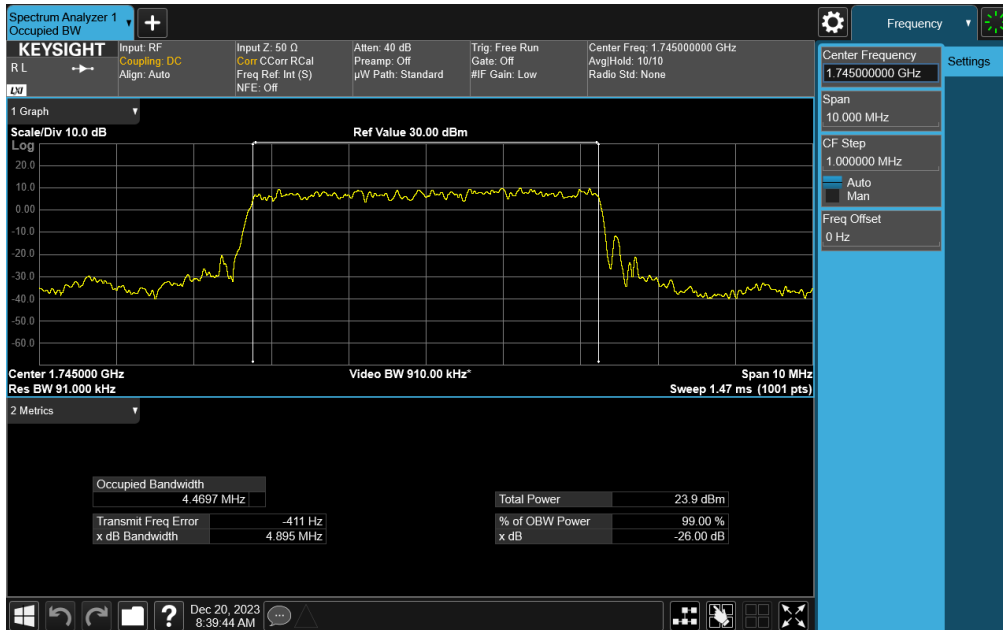 Spectrum Analyzer 1
Occupied BW
Frequency
KEYSIGHT
R L
LXI
Input: RF
Coupling: DC
Align: Auto
Input Z: 50 Ω
Corr CCorr RCal
Freq Ref: Int (S)
NFE: Off
Atten: 40 dB
Preamp: Off
µW Path: Standard
Trig: Free Run
Gate: Off
#IF Gain: Low
Center Freq: 1.745000000 GHz
Avg|Hold: 10/10
Radio Std: None
Center Frequency
1.745000000 GHz
Settings
Span
10.000 MHz
CF Step
1.000000 MHz
Auto
Man
Freq Offset
0 Hz
1 Graph
Scale/Div 10.0 dB
Ref Value 30.00 dBm
Log
20.0
10.0
0.00
-10.0
-20.0
-30.0
-40.0
-50.0
-60.0
Center 1.745000 GHz
Video BW 910.00 kHz*
Span 10 MHz
Res BW 91.000 kHz
Sweep 1.47 ms (1001 pts)
2 Metrics
Occupied Bandwidth
4.4697 MHz
Total Power 23.9 dBm
Transmit Freq Error -411 Hz
% of OBW Power 99.00 %
x dB Bandwidth 4.895 MHz
x dB -26.00 dB
Dec 20, 2023
8:39:44 AM